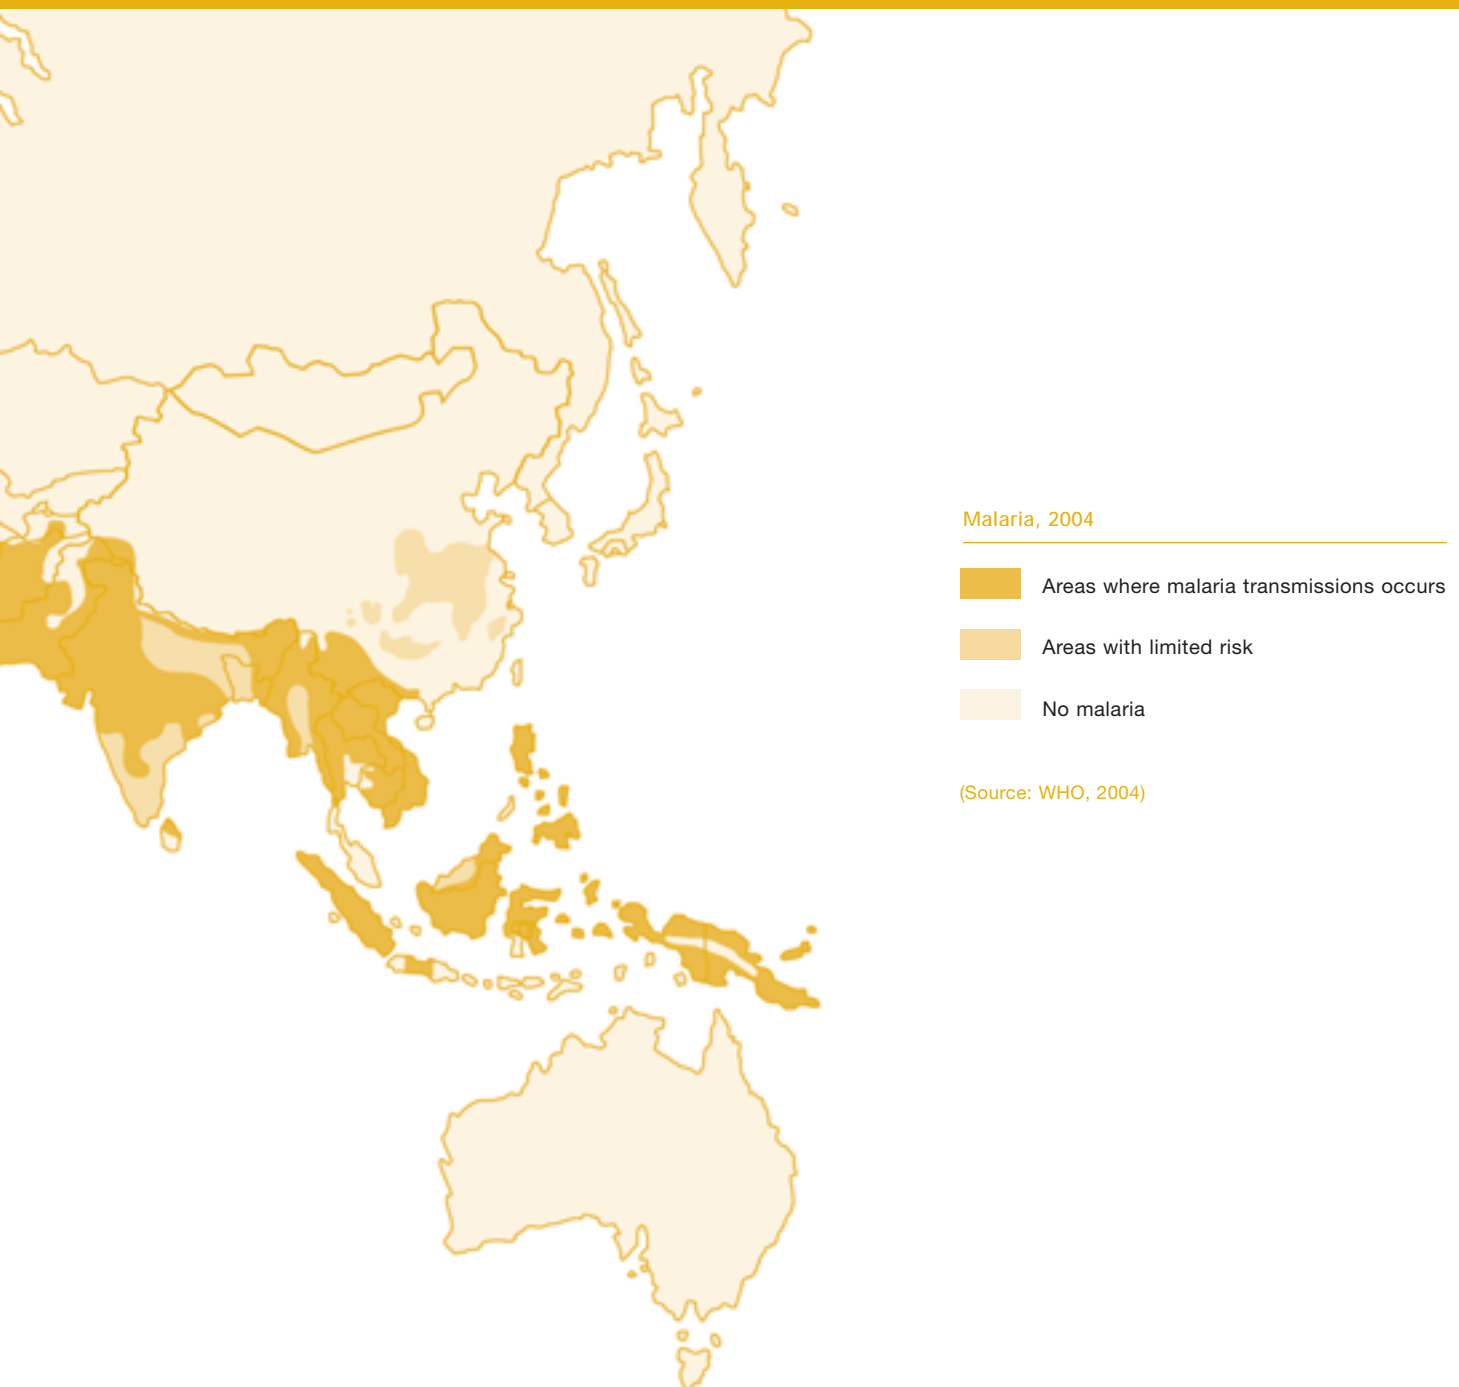 Malaria, 2004
Areas where malaria transmissions occurs
Areas with limited risk
No malaria
(Source: WHO, 2004)